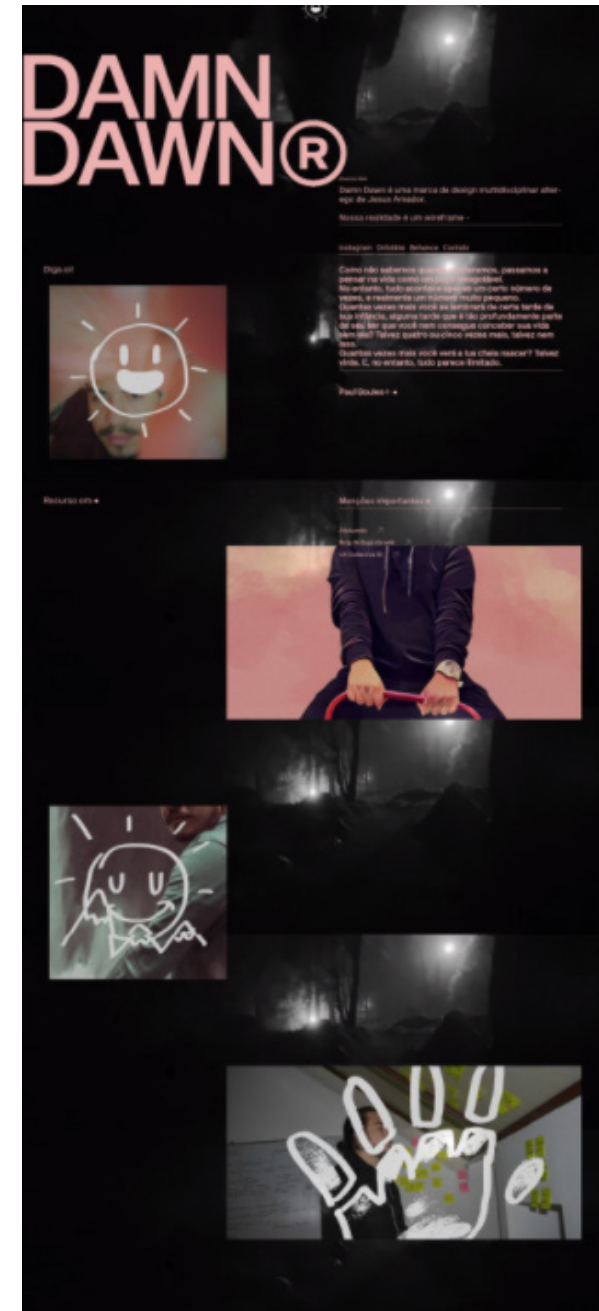 DAMN
DAWN®
Damn Dawn é uma marca de design multidisciplinar alter-
ego de Jesus Amador.
Nossa realidade é um wireframe -
Instagram Dribbble Behance Contato
Diga oi!
Como não sabemos que morreremos, passamos a
pensar na vida como um poço inesgotável.
No entanto, tudo acontece apenas um certo número de
vezes, e realmente um número muito pequeno.
Quantas vezes mais você se lembrará de certa tarde de
sua infância, alguma tarde que é tão profundamente parte
de seu ser que você nem consegue conceber sua vida
sem ela? Talvez quatro ou cinco vezes mais, talvez nem
isso.
Quantas vezes mais você verá a lua cheia nascer? Talvez
vinte. E, no entanto, tudo parece ilimitado.
Paul Boules
Recurso em
Menções importantes